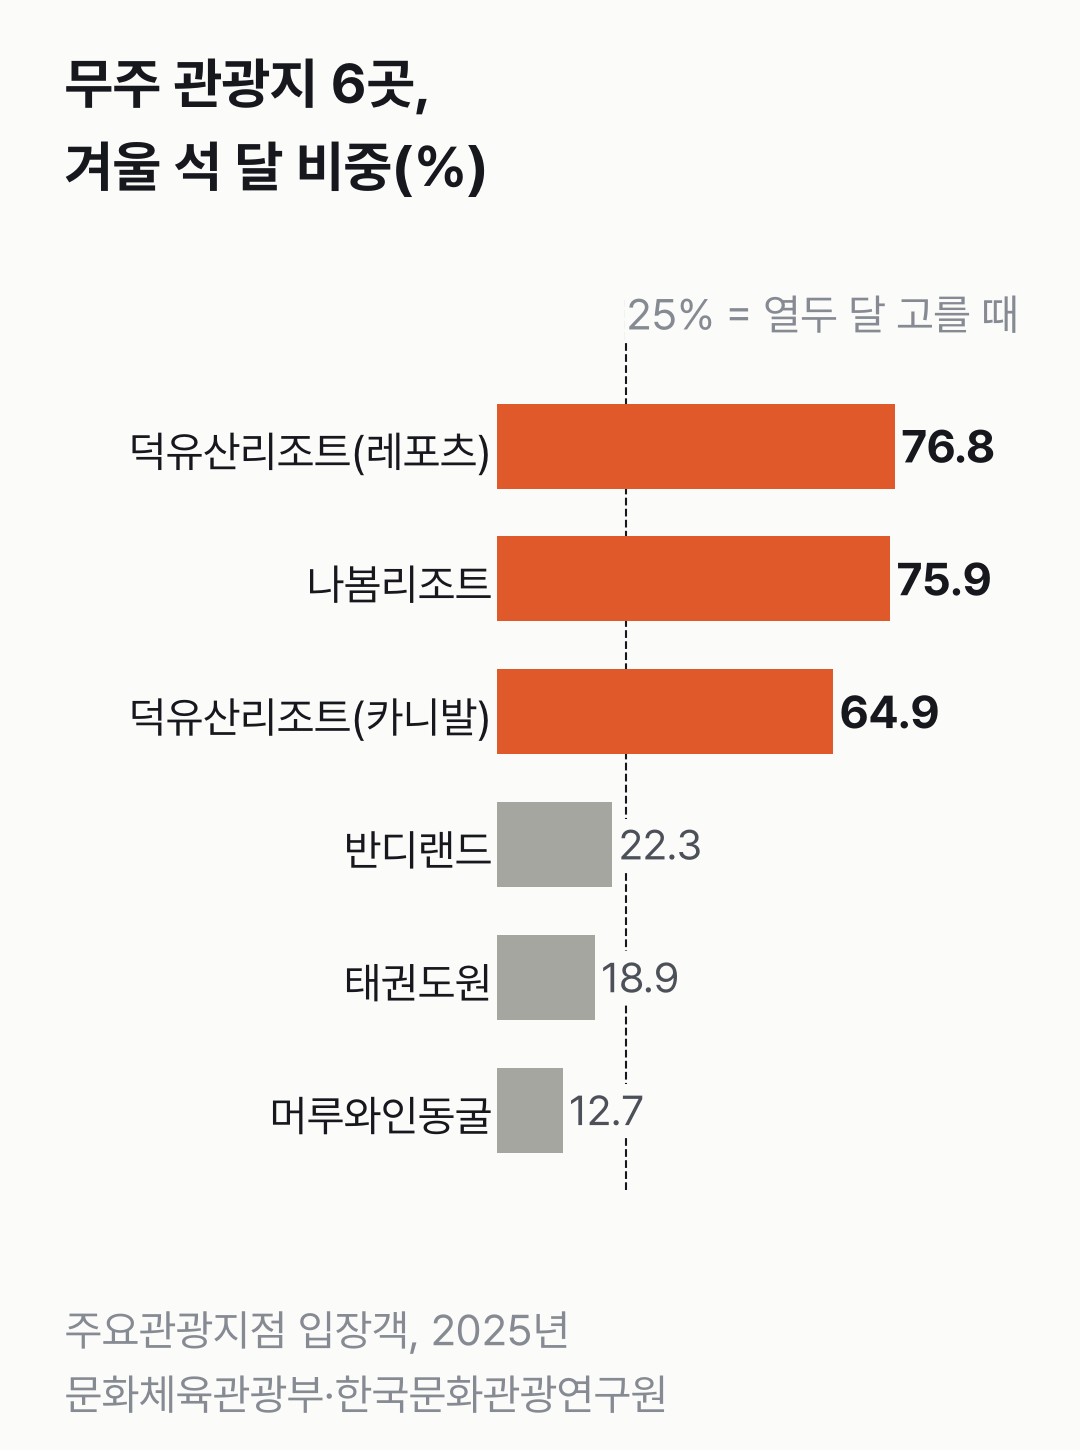 무주 관광지 6곳,
겨울 석 달 비중(%)
25% = 열두 달 고를 때
덕유산리조트(레포츠) 76.8
나봄리조트 75.9
덕유산리조트(카니발) 64.9
반디랜드 22.3
태권도원 18.9
머루와인동굴 12.7
주요관광지점 입장객, 2025년
문화체육관광부·한국문화관광연구원